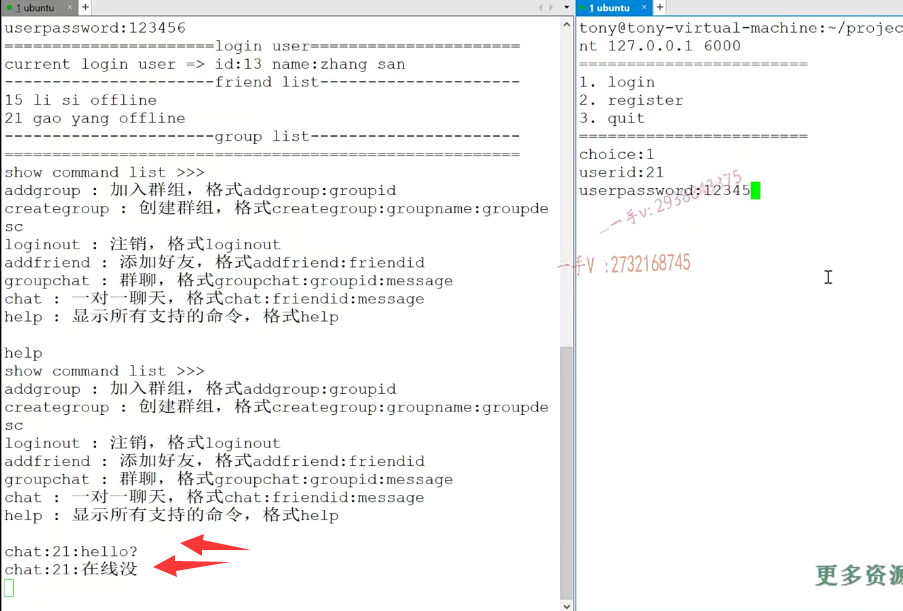 1 ubuntu
userpassword:123456
======================login user======================
current login user => id:13 name:zhang san
----------------------friend list---------------------
15 li si offline
21 gao yang offline
----------------------group list----------------------
======================================================
show command list >>>
addgroup : 加入群组，格式addgroup:groupid
creategroup : 创建群组，格式creategroup:groupname:groupde
sc
loginout : 注销，格式loginout
addfriend : 添加好友，格式addfriend:friendid
groupchat : 群聊，格式groupchat:groupid:message
chat : 一对一聊天，格式chat:friendid:message
help : 显示所有支持的命令，格式help
help
show command list >>>
addgroup : 加入群组，格式addgroup:groupid
creategroup : 创建群组，格式creategroup:groupname:groupde
sc
loginout : 注销，格式loginout
addfriend : 添加好友，格式addfriend:friendid
groupchat : 群聊，格式groupchat:groupid:message
chat : 一对一聊天，格式chat:friendid:message
help : 显示所有支持的命令，格式help
chat:21:hello?
chat:21:在线没
1 ubuntu
tony@tony-virtual-machine:~/projec
nt 127.0.0.1 6000
========================
1. login
2. register
3. quit
========================
choice:1
userid:21
userpassword:12345
一手V :2732168745
更多资源